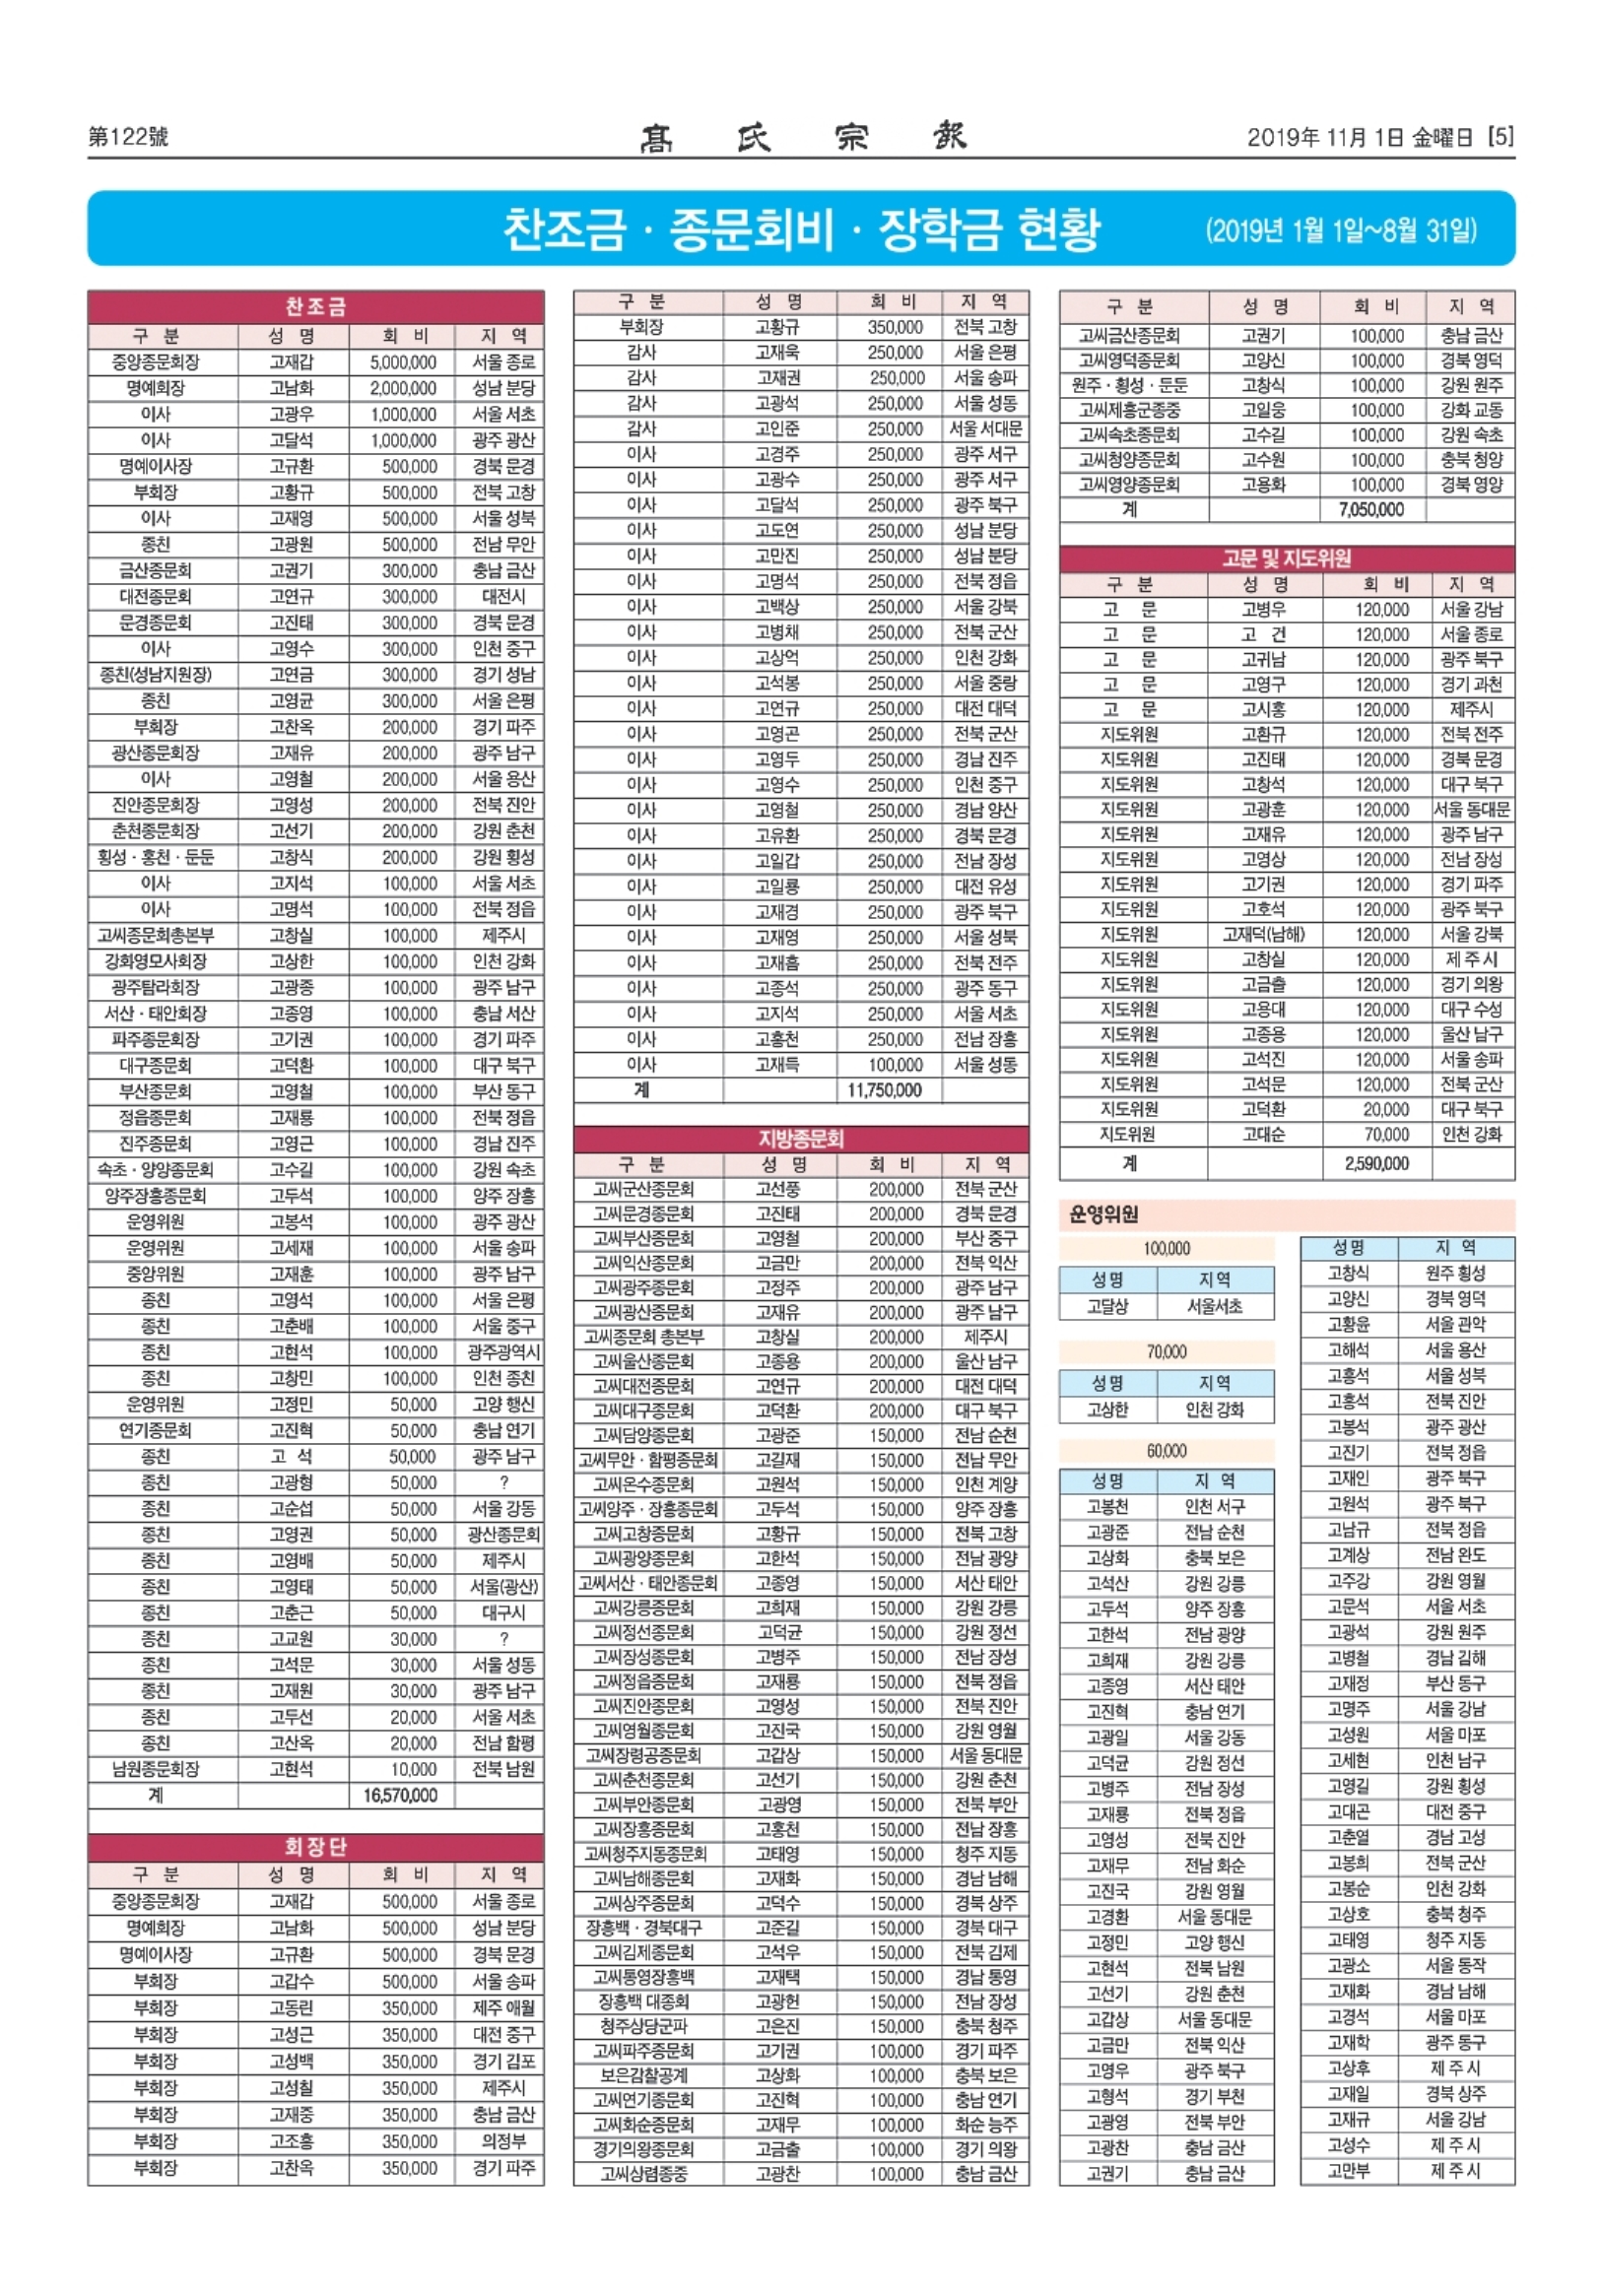 第122號
髙 氏 宗 報
2019年 11月 1日 金曜日 [5]
찬조금 · 종문회비 · 장학금 현황 (2019년 1월 1일~8월 31일)
찬조금
구 분 성 명 회 비 지 역
중앙종문회장 고재갑 5,000,000 서울 종로
명예회장 고남화 2,000,000 성남 분당
이사 고광우 1,000,000 서울 서초
이사 고달석 1,000,000 광주 광산
명예이사장 고규환 500,000 경북 문경
부회장 고황규 500,000 전북 고창
이사 고재영 500,000 서울 성북
종친 고광원 500,000 전남 무안
금산종문회 고권기 300,000 충남 금산
대전종문회 고연규 300,000 대전시
문경종문회 고진태 300,000 경북 문경
이사 고영수 300,000 인천 중구
종친(성남지원장) 고연금 300,000 경기 성남
종친 고영균 300,000 서울 은평
부회장 고찬옥 200,000 경기 파주
광산종문회장 고재유 200,000 광주 남구
이사 고영철 200,000 서울 용산
진안종문회장 고영성 200,000 전북 진안
춘천종문회장 고선기 200,000 강원 춘천
횡성 · 홍천 · 둔둔 고창식 200,000 강원 횡성
이사 고지석 100,000 서울 서초
이사 고명석 100,000 전북 정읍
고씨종문회총본부 고창실 100,000 제주시
강화영모사회장 고상한 100,000 인천 강화
광주탐라회장 고광종 100,000 광주 남구
서산 · 태안회장 고종영 100,000 충남 서산
파주종문회장 고기권 100,000 경기 파주
대구종문회 고덕환 100,000 대구 북구
부산종문회 고영철 100,000 부산 동구
정읍종문회 고재룡 100,000 전북 정읍
진주종문회 고영근 100,000 경남 진주
속초 · 양양종문회 고수길 100,000 강원 속초
양주장흥종문회 고두석 100,000 양주 장흥
운영위원 고봉석 100,000 광주 광산
운영위원 고세재 100,000 서울 송파
중앙위원 고재훈 100,000 광주 남구
종친 고영석 100,000 서울 은평
종친 고춘배 100,000 서울 중구
종친 고현석 100,000 광주광역시
종친 고창민 100,000 인천 종친
운영위원 고정민 50,000 고양 행신
연기종문회 고진혁 50,000 충남 연기
종친 고 석 50,000 광주 남구
종친 고광형 50,000 ?
종친 고순섭 50,000 서울 강동
종친 고영권 50,000 광산종문회
종친 고영배 50,000 제주시
종친 고영태 50,000 서울(광산)
종친 고춘근 50,000 대구시
종친 고교원 30,000 ?
종친 고석문 30,000 서울 성동
종친 고재원 30,000 광주 남구
종친 고두선 20,000 서울 서초
종친 고산옥 20,000 전남 함평
남원종문회장 고현석 10,000 전북 남원
계 16,570,000
회장단
구 분 성 명 회 비 지 역
중앙종문회장 고재갑 500,000 서울 종로
명예회장 고남화 500,000 성남 분당
명예이사장 고규환 500,000 경북 문경
부회장 고갑수 500,000 서울 송파
부회장 고동린 350,000 제주 애월
부회장 고성근 350,000 대전 중구
부회장 고성백 350,000 경기 김포
부회장 고성칠 350,000 제주시
부회장 고재중 350,000 충남 금산
부회장 고조흥 350,000 의정부
부회장 고찬옥 350,000 경기 파주
구 분 성 명 회 비 지 역
부회장 고황규 350,000 전북 고창
감사 고재욱 250,000 서울 은평
감사 고재권 250,000 서울 송파
감사 고광석 250,000 서울 성동
감사 고인준 250,000 서울 서대문
이사 고경주 250,000 광주 서구
이사 고광수 250,000 광주 서구
이사 고달석 250,000 광주 북구
이사 고도연 250,000 성남 분당
이사 고만진 250,000 성남 분당
이사 고명석 250,000 전북 정읍
이사 고백상 250,000 서울 강북
이사 고병채 250,000 전북 군산
이사 고상억 250,000 인천 강화
이사 고석봉 250,000 서울 중랑
이사 고연규 250,000 대전 대덕
이사 고영곤 250,000 전북 군산
이사 고영두 250,000 경남 진주
이사 고영수 250,000 인천 중구
이사 고영철 250,000 경남 양산
이사 고유환 250,000 경북 문경
이사 고일갑 250,000 전남 장성
이사 고일룡 250,000 대전 유성
이사 고재경 250,000 광주 북구
이사 고재영 250,000 서울 성북
이사 고재흠 250,000 전북 전주
이사 고종석 250,000 광주 동구
이사 고지석 250,000 서울 서초
이사 고흥천 250,000 전남 장흥
이사 고재득 100,000 서울 성동
계 11,750,000
지방종문회
구 분 성 명 회 비 지 역
고씨군산종문회 고선풍 200,000 전북 군산
고씨문경종문회 고진태 200,000 경북 문경
고씨부산종문회 고영철 200,000 부산 중구
고씨익산종문회 고금만 200,000 전북 익산
고씨광주종문회 고정주 200,000 광주 남구
고씨광산종문회 고재유 200,000 광주 남구
고씨종문회 총본부 고창실 200,000 제주시
고씨울산종문회 고종용 200,000 울산 남구
고씨대전종문회 고연규 200,000 대전 대덕
고씨대구종문회 고덕환 200,000 대구 북구
고씨담양종문회 고광준 150,000 전남 순천
고씨무안 · 함평종문회 고길재 150,000 전남 무안
고씨온수종문회 고원석 150,000 인천 계양
고씨양주 · 장흥종문회 고두석 150,000 양주 장흥
고씨고창종문회 고황규 150,000 전북 고창
고씨광양종문회 고한석 150,000 전남 광양
고씨서산 · 태안종문회 고종영 150,000 서산 태안
고씨강릉종문회 고희재 150,000 강원 강릉
고씨정선종문회 고덕균 150,000 강원 정선
고씨장성종문회 고병주 150,000 전남 장성
고씨정읍종문회 고재룡 150,000 전북 정읍
고씨진안종문회 고영성 150,000 전북 진안
고씨영월종문회 고진국 150,000 강원 영월
고씨장령공종문회 고갑상 150,000 서울 동대문
고씨춘천종문회 고선기 150,000 강원 춘천
고씨부안종문회 고광영 150,000 전북 부안
고씨장흥종문회 고흥천 150,000 전남 장흥
고씨청주지동종문회 고태영 150,000 청주 지동
고씨남해종문회 고재화 150,000 경남 남해
고씨상주종문회 고덕수 150,000 경북 상주
장흥백 · 경북대구 고준길 150,000 경북 대구
고씨김제종문회 고석우 150,000 전북 김제
고씨통영장흥백 고재택 150,000 경남 통영
장흥백 대종회 고광헌 150,000 전남 장성
청주상당군파 고은진 150,000 충북 청주
고씨파주종문회 고기권 100,000 경기 파주
보은감찰공계 고상화 100,000 충북 보은
고씨연기종문회 고진혁 100,000 충남 연기
고씨화순종문회 고재무 100,000 화순 능주
경기의왕종문회 고금출 100,000 경기 의왕
고씨상렴종중 고광찬 100,000 충남 금산
구 분 성 명 회 비 지 역
고씨금산종문회 고권기 100,000 충남 금산
고씨영덕종문회 고양신 100,000 경북 영덕
원주 · 횡성 · 둔둔 고창식 100,000 강원 원주
고씨제흥군종중 고일웅 100,000 강화 교동
고씨속초종문회 고수길 100,000 강원 속초
고씨청양종문회 고수원 100,000 충북 청양
고씨영양종문회 고용화 100,000 경북 영양
계 7,050,000
고문 및 지도위원
구 분 성 명 회 비 지 역
고 문 고병우 120,000 서울 강남
고 문 고 건 120,000 서울 종로
고 문 고귀남 120,000 광주 북구
고 문 고영구 120,000 경기 과천
고 문 고시홍 120,000 제주시
지도위원 고환규 120,000 전북 전주
지도위원 고진태 120,000 경북 문경
지도위원 고창석 120,000 대구 북구
지도위원 고광훈 120,000 서울 동대문
지도위원 고재유 120,000 광주 남구
지도위원 고영상 120,000 전남 장성
지도위원 고기권 120,000 경기 파주
지도위원 고호석 120,000 광주 북구
지도위원 고재덕(남해) 120,000 서울 강북
지도위원 고창실 120,000 제 주 시
지도위원 고금출 120,000 경기 의왕
지도위원 고용대 120,000 대구 수성
지도위원 고종용 120,000 울산 남구
지도위원 고석진 120,000 서울 송파
지도위원 고석문 120,000 전북 군산
지도위원 고덕환 20,000 대구 북구
지도위원 고대순 70,000 인천 강화
계 2,590,000
운영위원
100,000
성명 지역
고달상 서울서초
70,000
성명 지역
고상한 인천 강화
60,000
성명 지 역
고봉천 인천 서구
고광준 전남 순천
고상화 충북 보은
고석산 강원 강릉
고두석 양주 장흥
고한석 전남 광양
고희재 강원 강릉
고종영 서산 태안
고진혁 충남 연기
고광일 서울 강동
고덕균 강원 정선
고병주 전남 장성
고재룡 전북 정읍
고영성 전북 진안
고재무 전남 화순
고진국 강원 영월
고경환 서울 동대문
고정민 고양 행신
고현석 전북 남원
고선기 강원 춘천
고갑상 서울 동대문
고금만 전북 익산
고영우 광주 북구
고형석 경기 부천
고광영 전북 부안
고광찬 충남 금산
고권기 충남 금산
성명 지 역
고창식 원주 횡성
고양신 경북 영덕
고황윤 서울 관악
고해석 서울 용산
고흥석 서울 성북
고홍석 전북 진안
고봉석 광주 광산
고진기 전북 정읍
고재인 광주 북구
고원석 광주 북구
고남규 전북 정읍
고계상 전남 완도
고주강 강원 영월
고문석 서울 서초
고광석 강원 원주
고병철 경남 김해
고재정 부산 동구
고명주 서울 강남
고성원 서울 마포
고세현 인천 남구
고영길 강원 횡성
고대곤 대전 중구
고춘열 경남 고성
고봉희 전북 군산
고봉순 인천 강화
고상호 충북 청주
고태영 청주 지동
고광소 서울 동작
고재화 경남 남해
고경석 서울 마포
고재학 광주 동구
고상후 제 주 시
고재일 경북 상주
고재규 서울 강남
고성수 제 주 시
고만부 제 주 시